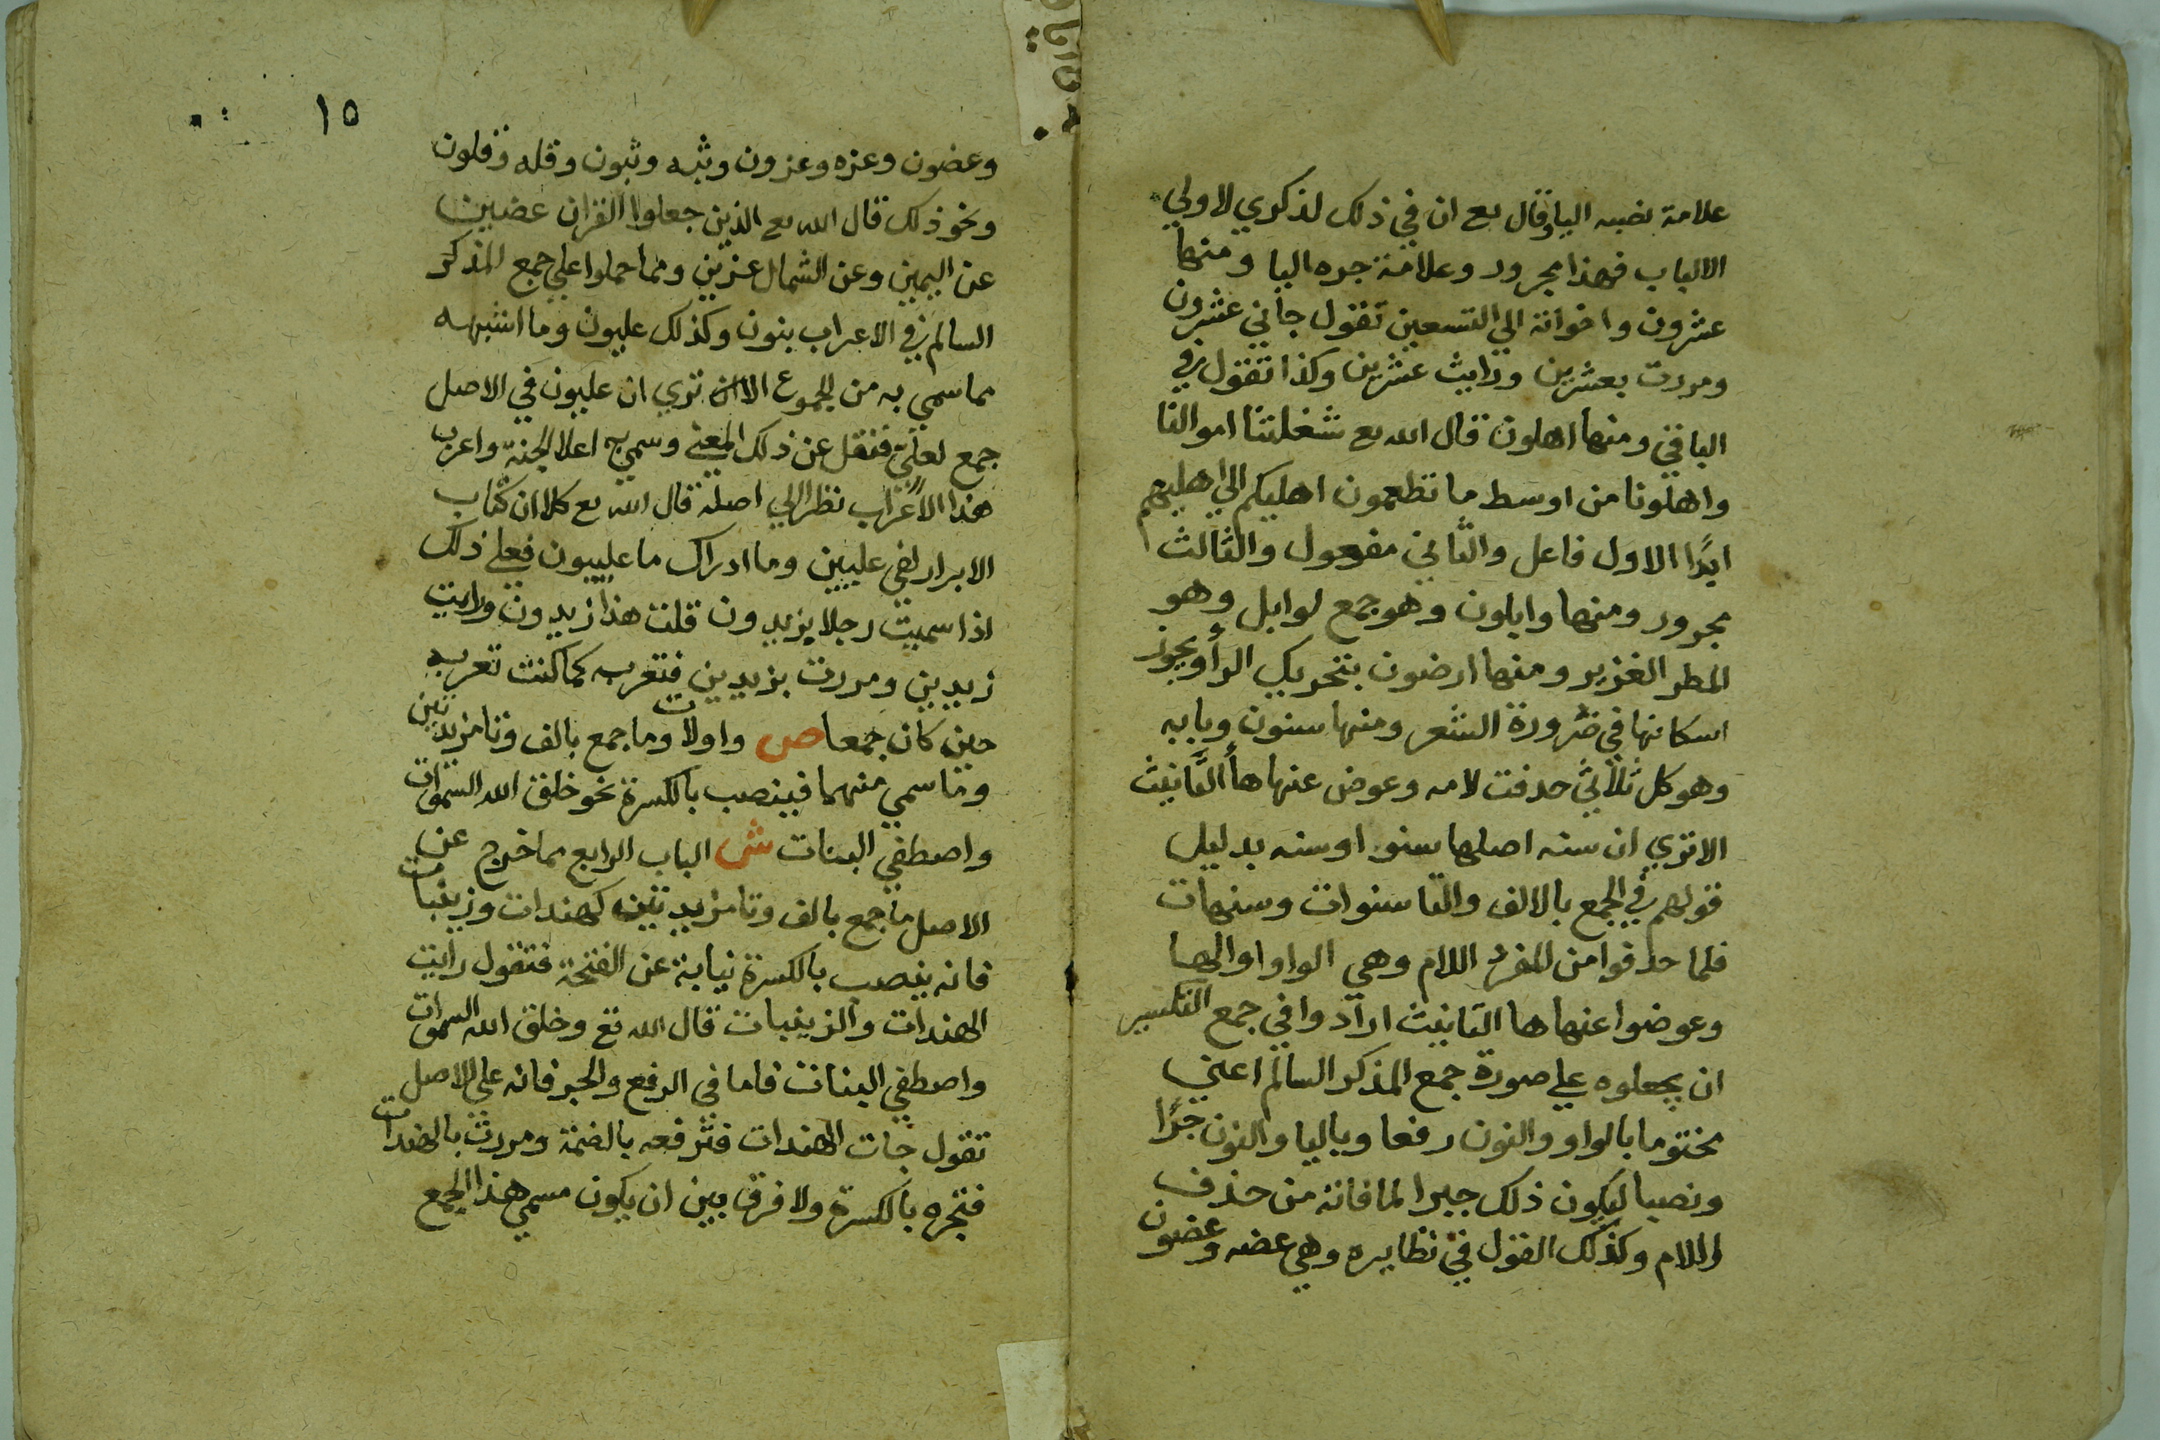 علامة نصبه اليا وقال تع ان في ذلك لذكري لاولي
الالباب فهذا مجرور وعلامة جره اليا ومنها
عشرون واخواته الي التسعين تقول جاني عشرون
ومررت بعشرين ورايت عشرين وكذا تقول في
الباقي ومنها اهلون قال الله تع شغلتنا اموالنا
واهلونا من اوسط ما تطعمون اهليكم الي اهليهم
ابدًا الاول فاعل والثاني مفعول والثالث
مجرور ومنها وابلون وهو جمع لوابل وهو
المطر الغزير ومنها ارضون بتحريك الرأ ويجوز
اسكانها في ضرورة الشعر ومنها سنون وبابه
وهو كل ثلاثي حذفت لامه وعوض عنها هأ التأنيث
الا تري ان سنه اصلها سنو او سنه بدليل
قولهم في الجمع بالالف والتا سنوات وسنهات
فلما حذفوا من المفرد اللام وهي الواو او الها
وعوضوا عنها ها التانيث ارادوا في جمع التكسير
ان يجعلوه علي صورة جمع المذكر السالم اعني
مختوما بالواو والنون رفعا وباليا والنون جرًا
ونصبا ليكون ذلك جبرا لما فاته من حذف
اللام وكذلك القول في نظايره وهي عضه وعضون
١٥
وعضون وعزه وعزون وثبه وثبون وقله وقلون
ونحو ذلك قال الله تع الذين جعلوا القران عضين
عن اليمين وعن الشمال عزين ومما حملوا علي جمع المذكر
السالم في الاعراب بنون وكذلك عليون وما اشبهه
مما سمي به من الجموع الا تري ان عليون في الاصل
جمع لعليّ فنقل عن ذلك المعني وسمي به اعلا الجنة واعرب
هذا الاعراب نظرا الي اصله قال الله تع كلا ان كتاب
الابرار لفي عليين وما ادراك ما عليون فعلي ذلك
اذا سميت رجلا بزيدون قلت هذا زيدون ورايت
زيدين ومررت بزيدين فتعربه كما كنت تعربه
حين كان جمعا ص واولات وما جمع بالف وتا مزيدتين
وما سمي منهما فينصب بالكسرة نحو خلق الله السموات
واصطفي البنات ش الباب الرابع مما خرج عن
الاصل ما جمع بالف وتا مزيدتين كهندات وزينبات
فانه ينصب بالكسرة نيابة عن الفتحة فتقول رايت
الهندات والزينبات قال الله تع وخلق الله السموات
واصطفي البنات فاما في الرفع والجر فانه علي الاصل
تقول جات الهندات فترفعه بالضمة ومررت بالهندات
فتجره بالكسرة ولا فرق بين ان يكون مسمي هذا الجمع